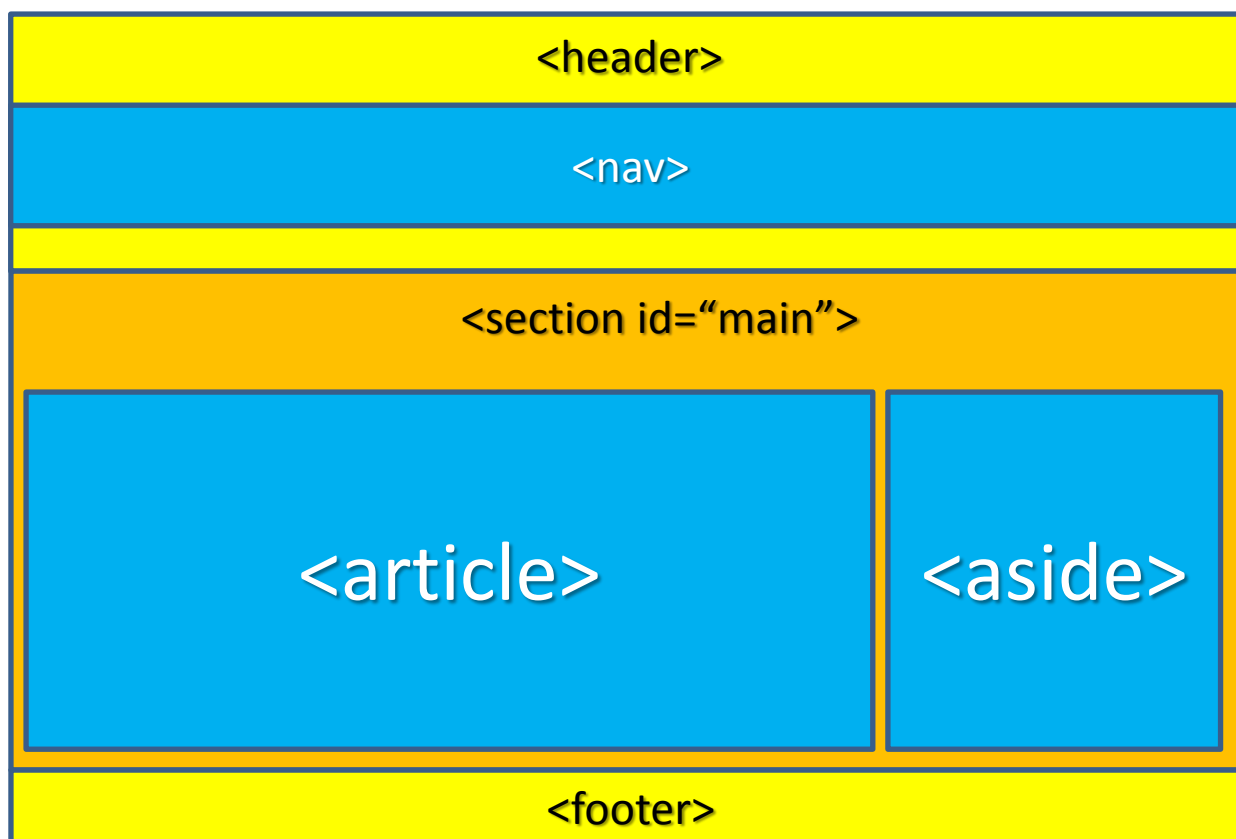 <header>
<nav>
<section id=“main”>
<article>
<aside>
<footer>